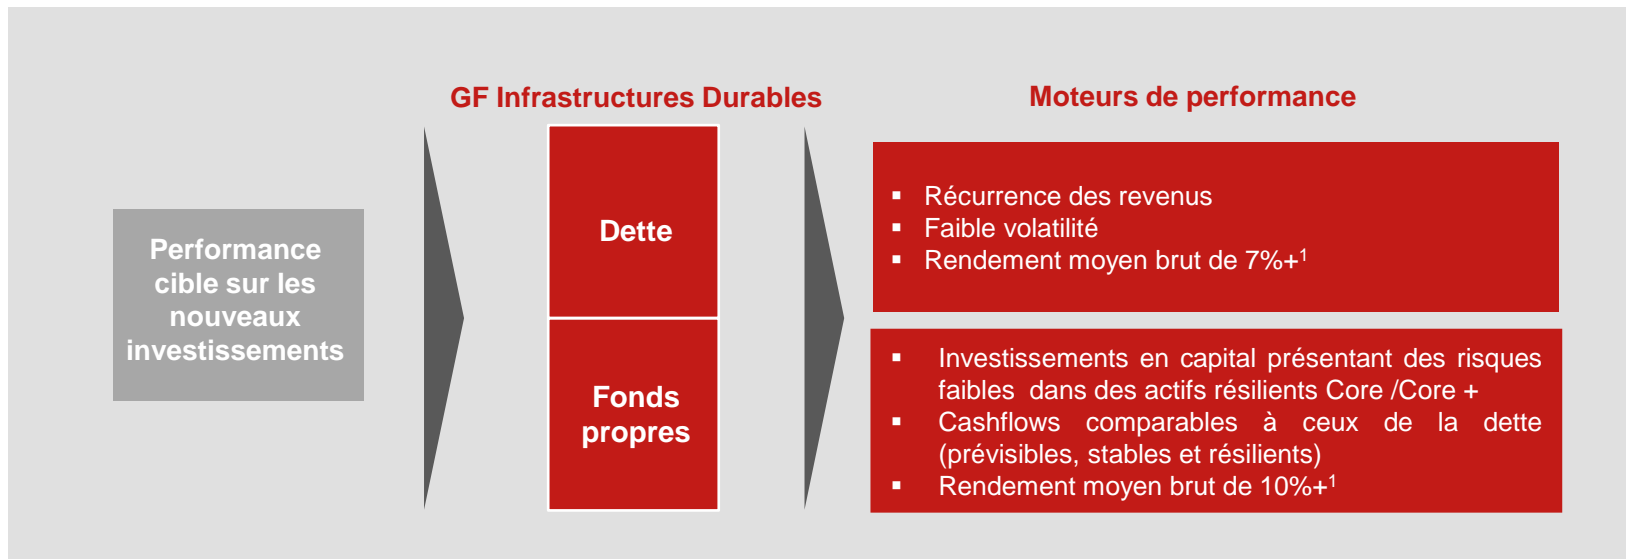 GF Infrastructures Durables
Moteurs de performance
Performance
cible sur les
nouveaux
investissements
Dette
▪ Récurrence des revenus
▪ Faible volatilité
▪ Rendement moyen brut de 7%+¹
Fonds
propres
▪ Investissements en capital présentant des risques
faibles dans des actifs résilients Core /Core +
▪ Cashflows comparables à ceux de la dette
(prévisibles, stables et résilients)
▪ Rendement moyen brut de 10%+¹